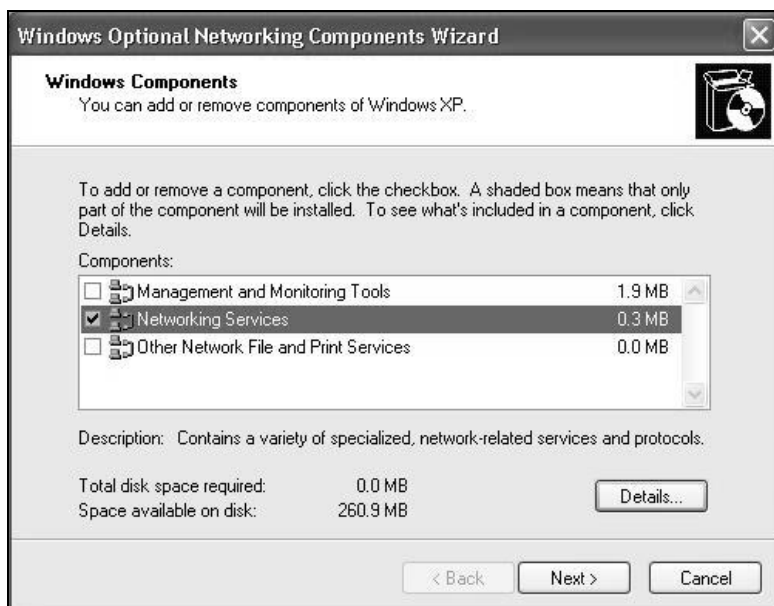 Windows Optional Networking Components Wizard
Windows Components
You can add or remove components of Windows XP.
To add or remove a component, click the checkbox. A shaded box means that only
part of the component will be installed. To see what's included in a component, click
Details.
Components:
Management and Monitoring Tools 1.9 MB
Networking Services 0.3 MB
Other Network File and Print Services 0.0 MB
Description: Contains a variety of specialized, network-related services and protocols.
Total disk space required: 0.0 MB
Space available on disk: 260.9 MB
Details...
< Back Next > Cancel